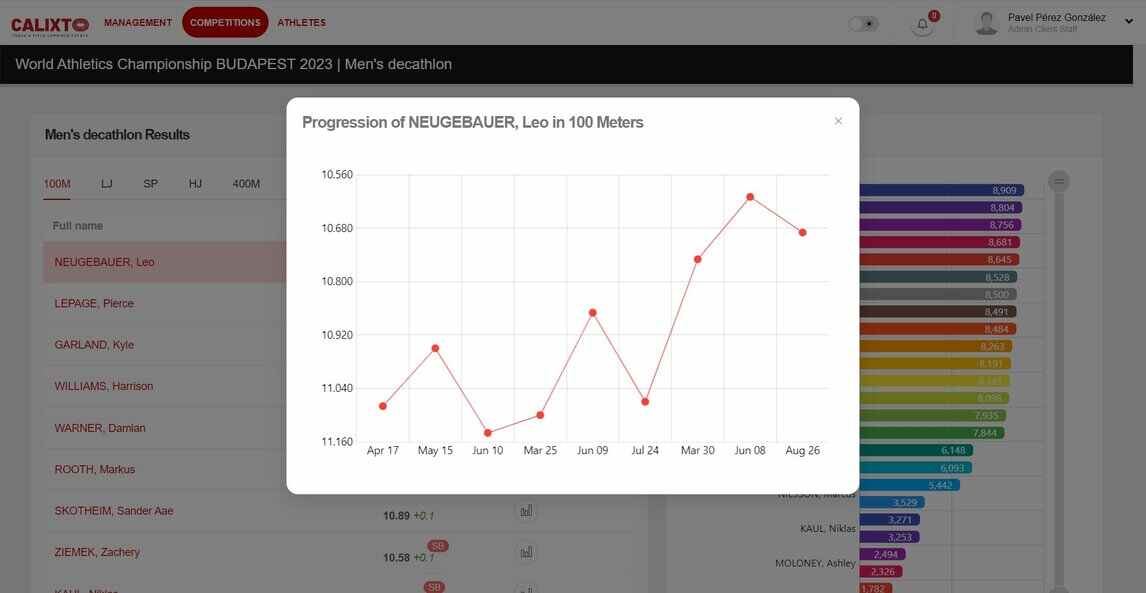 CALIXTO
MANAGEMENT
COMPETITIONS
ATHLETES
8
Pavel Pérez González
Admin Client Staff
World Athletics Championship BUDAPEST 2023 | Men's decathlon
Men's decathlon Results
100M LJ SP HJ 400M
Full name
NEUGEBAUER, Leo
LEPAGE, Pierce
GARLAND, Kyle
WILLIAMS, Harrison
WARNER, Damian
ROOTH, Markus
SKOTHEIM, Sander Aae
10.89 +0.1
ZIEMEK, Zachery
10.58 +0.1
SB
KAUL, Niklas
SB
Progression of NEUGEBAUER, Leo in 100 Meters
×
10.560
10.680
10.800
10.920
11.040
11.160
Apr 17 May 15 Jun 10 Mar 25 Jun 09 Jul 24 Mar 30 Jun 08 Aug 26
8,909
8,804
8,756
8,681
8,645
8,528
8,500
8,491
8,484
8,263
8,191
8,098
7,935
7,844
6,148
6,093
5,442
NILSSON, Marcus
3,529
3,271
KAUL, Niklas
3,253
2,494
MOLONEY, Ashley
2,326
1,782